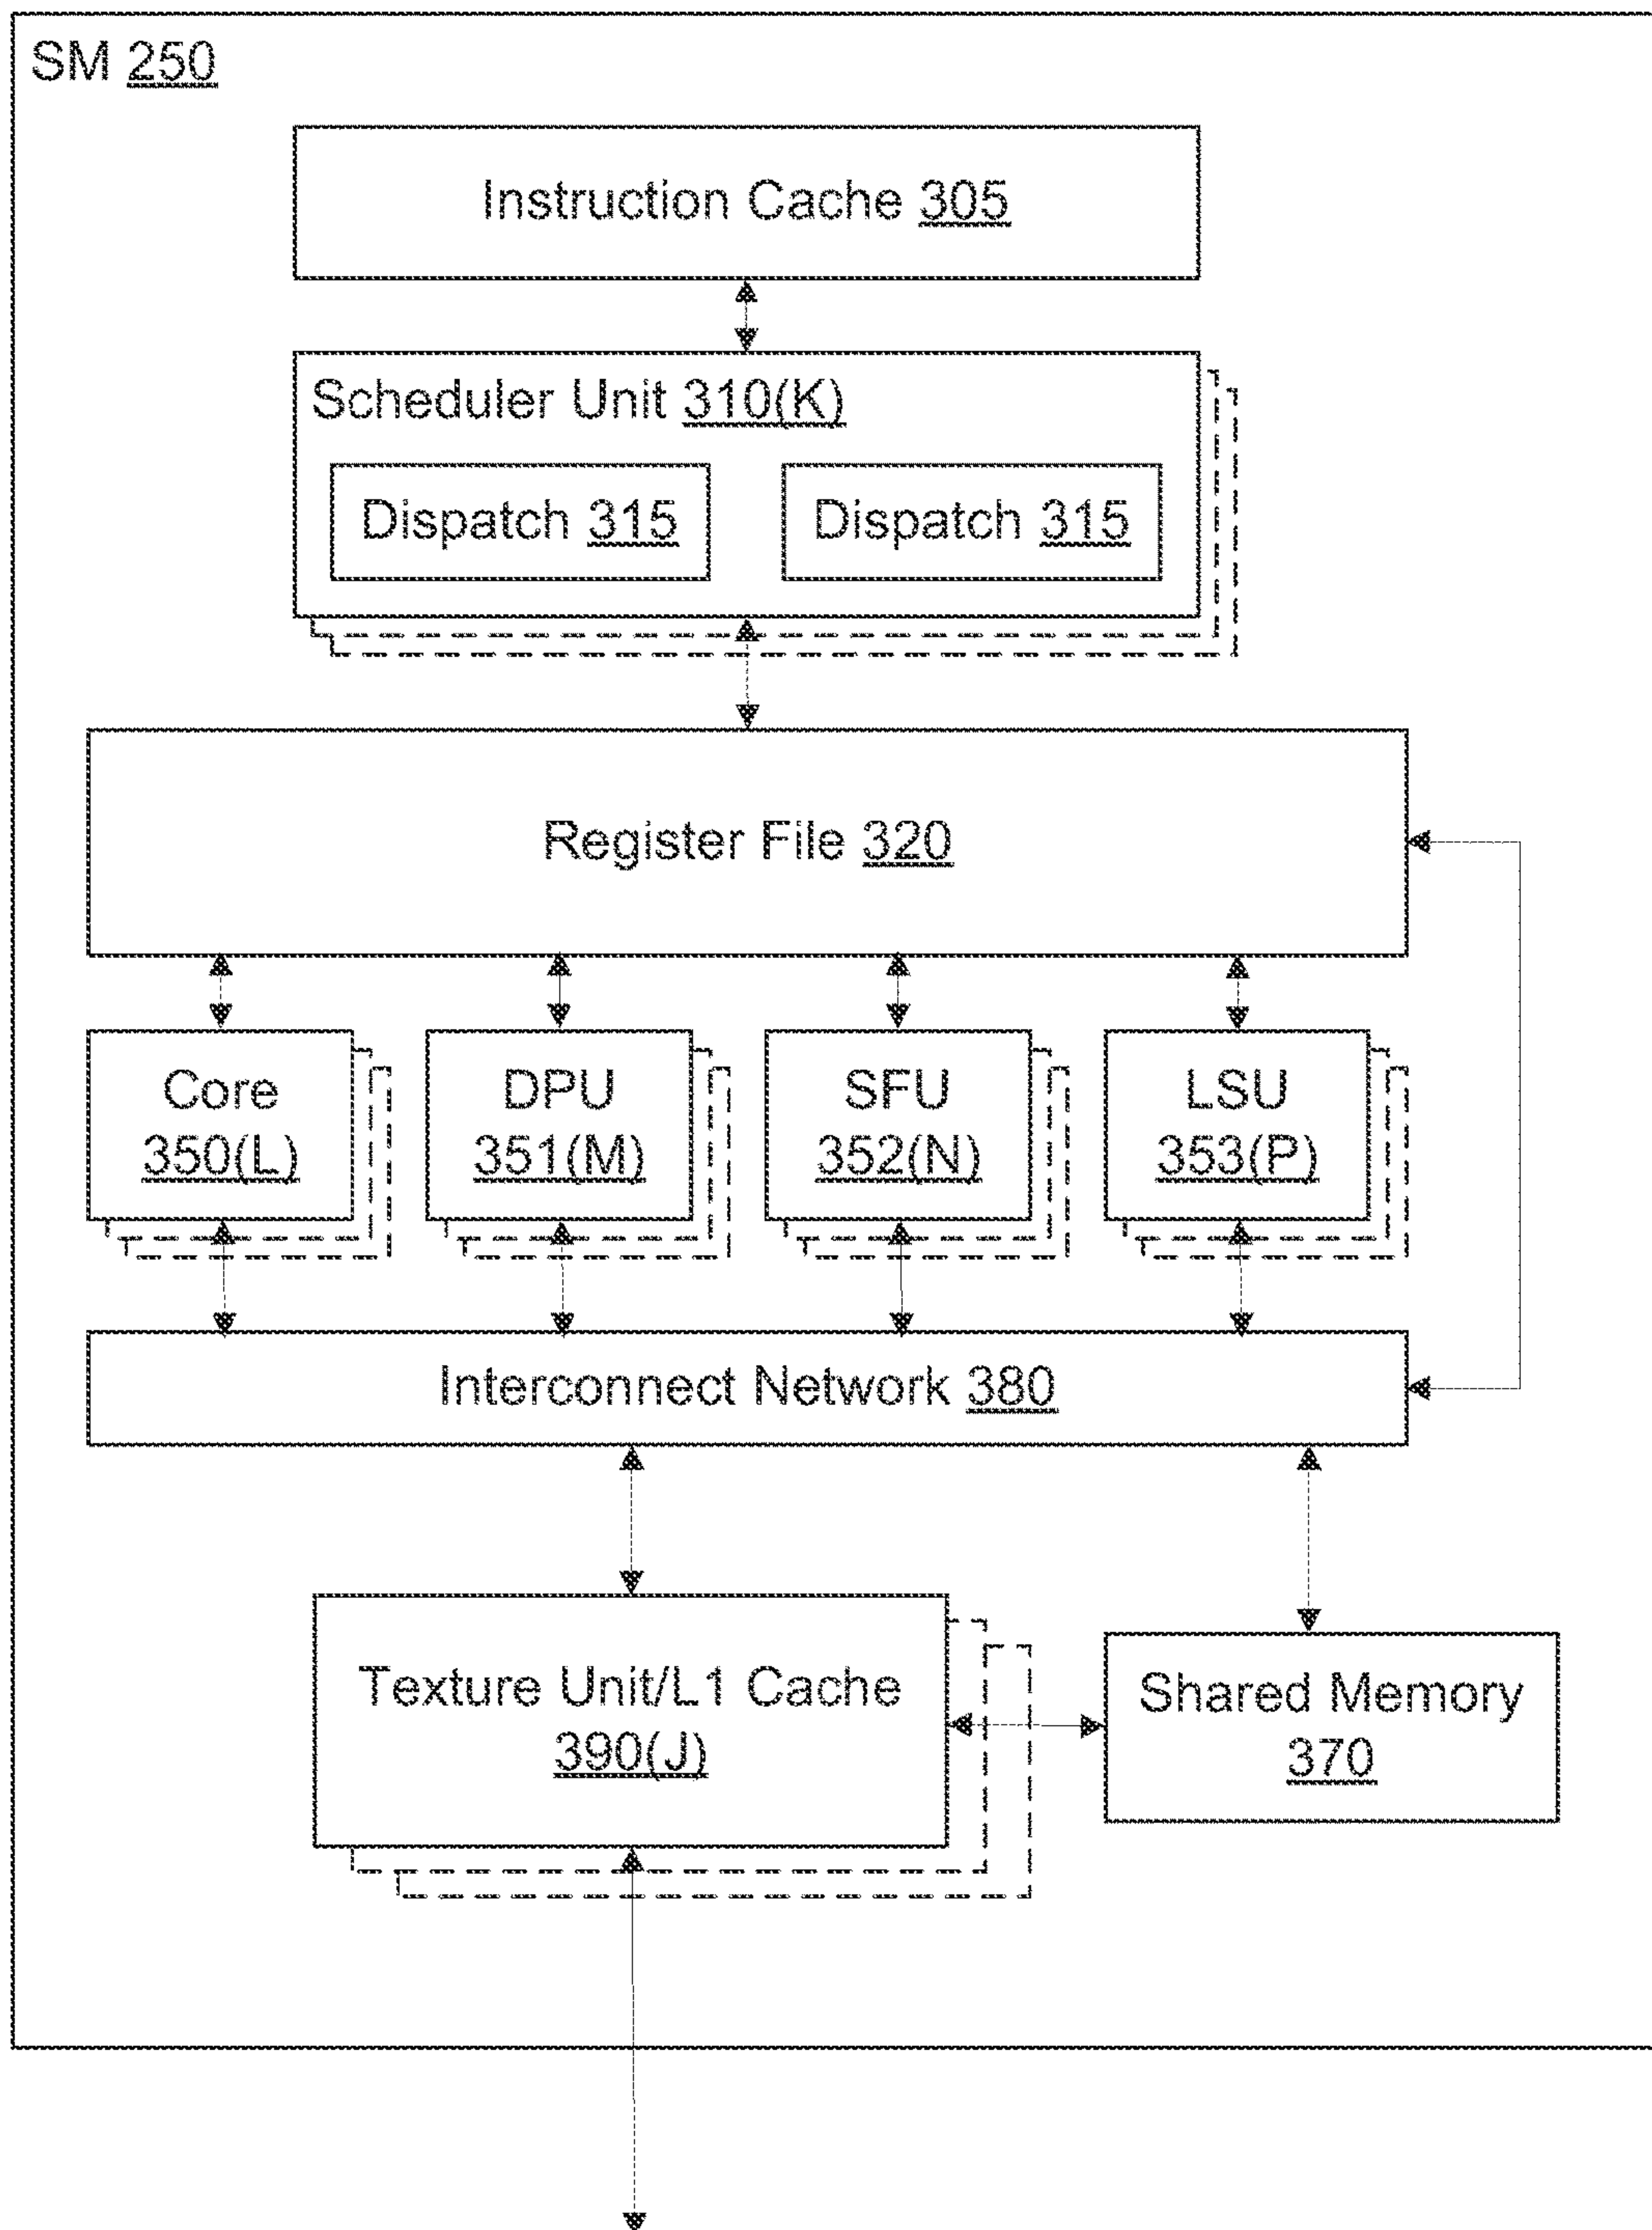 SM 250
Instruction Cache 305
Scheduler Unit 310(K)
Dispatch 315
Dispatch 315
Register File 320
Core
350(L)
DPU
351(M)
SFU
352(N)
LSU
353(P)
Interconnect Network 380
Texture Unit/L1 Cache
390(J)
Shared Memory
370